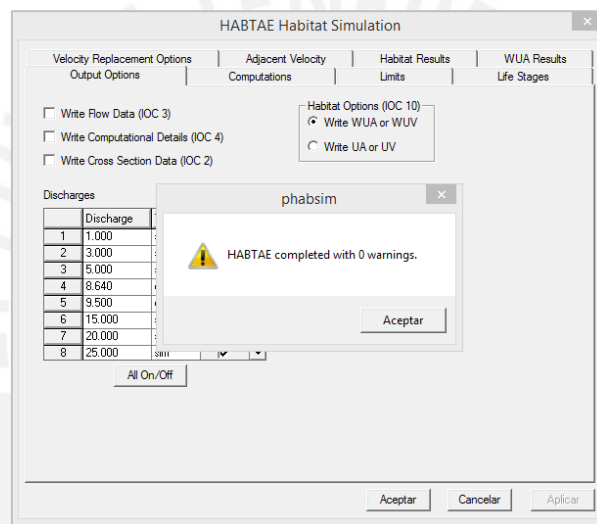 HABTAE Habitat Simulation
Velocity Replacement Options Adjacent Velocity Habitat Results WUA Results
Output Options Computations Limits Life Stages
Write Flow Data (IOC 3)
Write Computational Details (IOC 4)
Write Cross Section Data (IOC 2)
Habitat Options (IOC 10)
Write WUA or WUV
Write UA or UV
Discharges
Discharge
1 1.000
2 3.000
3 5.000
4 8.640
5 9.500
6 15.000
7 20.000
8 25.000 sim
All On/Off
phabsim
HABTAE completed with 0 warnings.
Aceptar
Aceptar Cancelar Aplicar